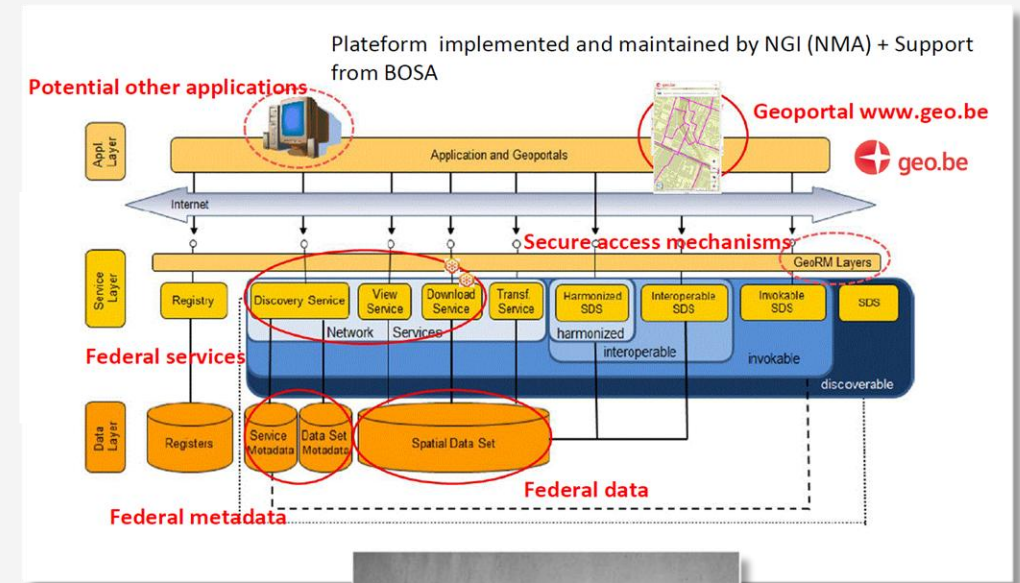 Plateform implemented and maintained by NGI (NMA) + Support
from BOSA
Potential other applications
Geoportal www.geo.be
Appl.
Layer
Application and Geoportals
geo.be
Internet
Secure access mechanisms
GeoRM Layers
Service
Layer
Registry
Discovery Service
View
Service
Download
Service
Transf.
Service
Harmonized
SDS
Interoperable
SDS
Invokable
SDS
SDS
Network Services
harmonized
interoperable
invokable
discoverable
Federal services
Data
Layer
Registers
Service
Metadata
Data Set
Metadata
Spatial Data Set
Federal data
Federal metadata